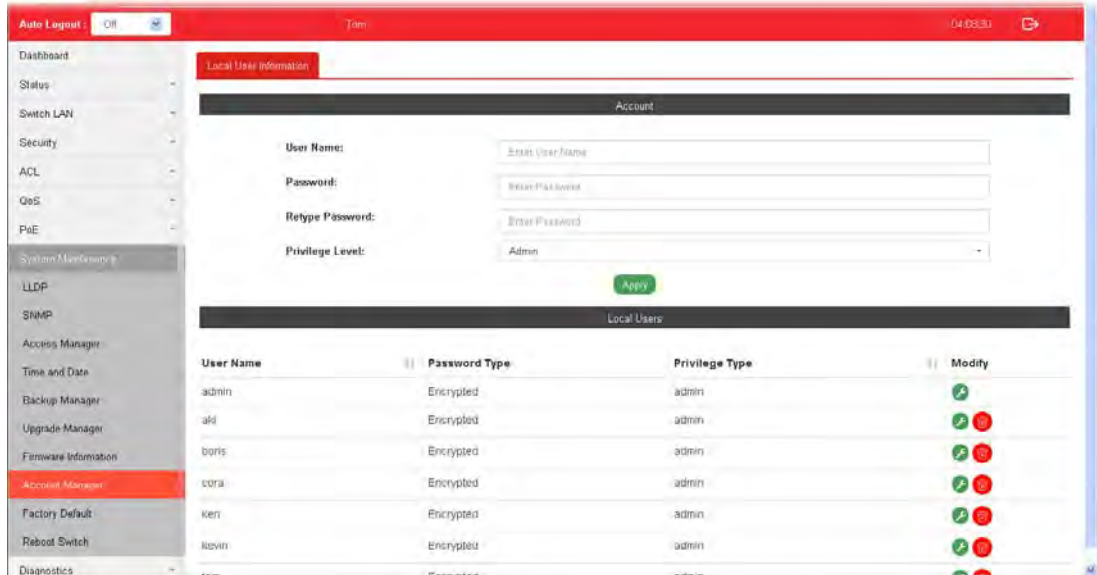 Auto Logout : Off Tom
Dashboard
Local User Information
Status
Account
Switch LAN
Security
User Name: Enter User Name
ACL
Password: Enter Password
QoS
Retype Password: Enter Password
PoE
Privilege Level: Admin
System Maintenance
Apply
LLDP
SNMP
Local Users
Access Manager
User Name Password Type Privilege Type Modify
Time and Date
admin Encrypted admin
Backup Manager
Encrypted admin
Upgrade Manager
boris Encrypted admin
Firmware Information
cora Encrypted admin
Account Manager
Factory Default
ken Encrypted admin
Reboot Switch
kevin Encrypted admin
Diagnostics